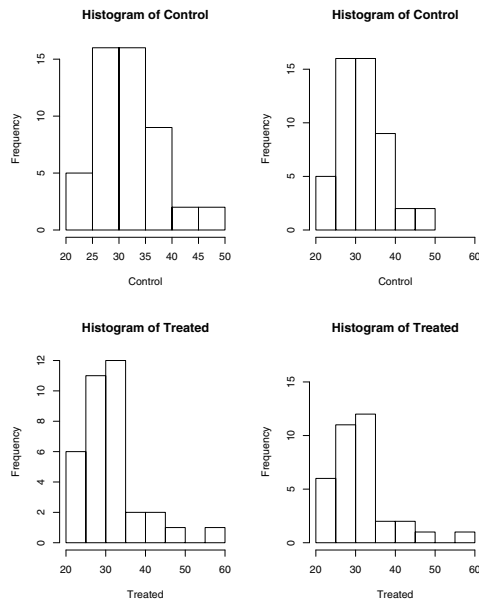 Histogram of Control
Frequency
0 5 10 15
20 25 30 35 40 45 50
Control
Histogram of Control
Frequency
0 5 10 15
20 30 40 50 60
Control
Histogram of Treated
Frequency
0 2 4 6 8 10 12
20 30 40 50 60
Treated
Histogram of Treated
Frequency
0 5 10 15
20 30 40 50 60
Treated